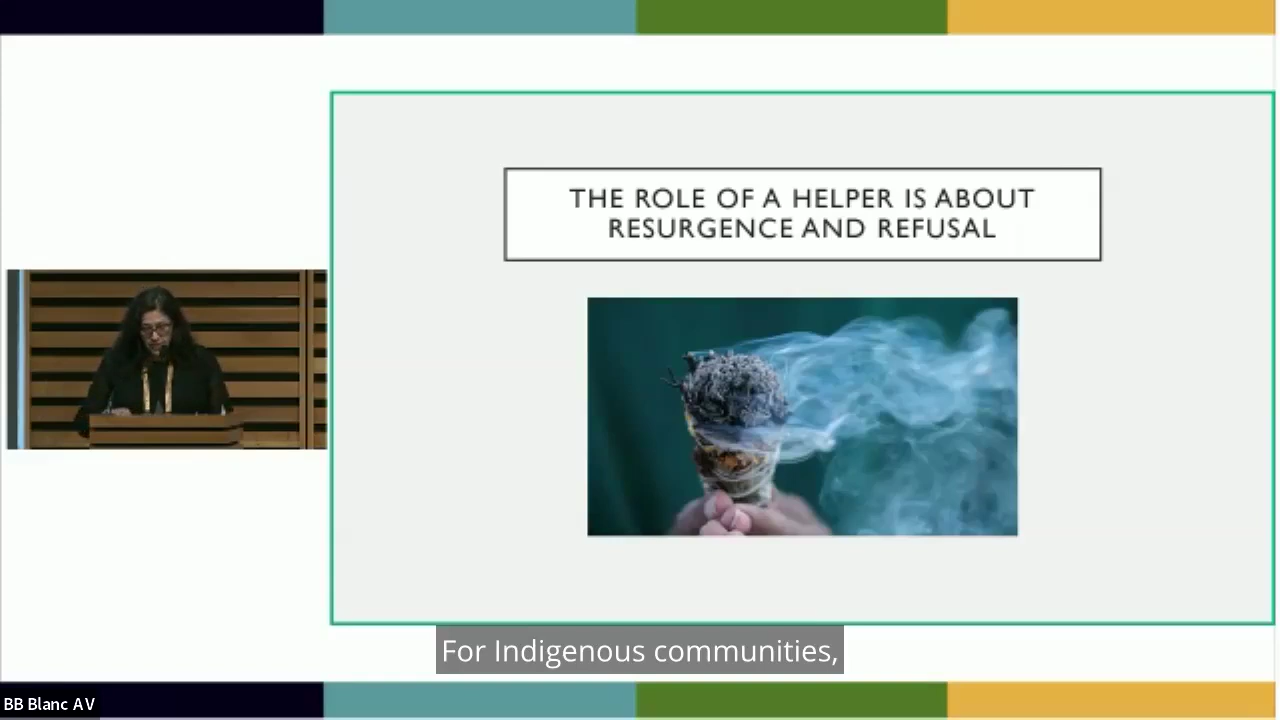 THE ROLE OF A HELPER IS ABOUT
RESURGENCE AND REFUSAL
For Indigenous communities,
BB Blanc AV